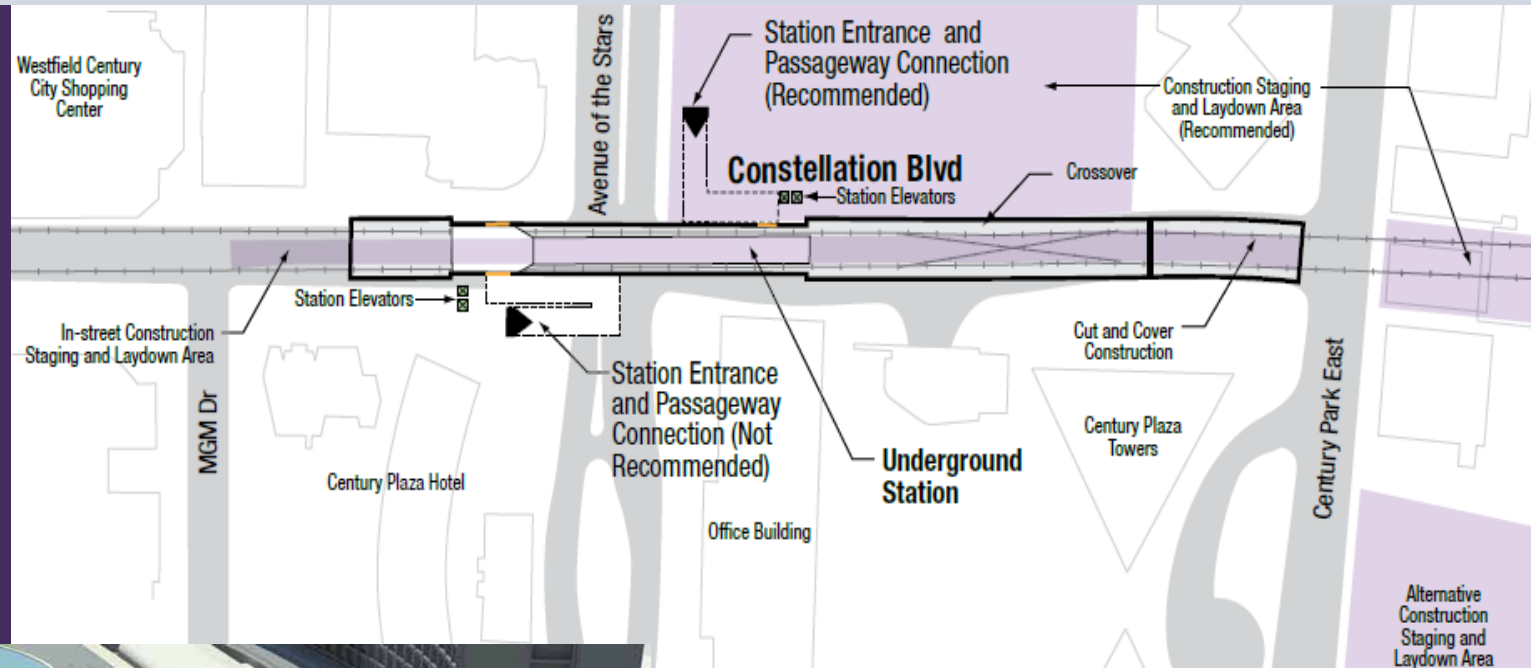 Westfield Century
City Shopping
Center
Avenue of the Stars
Station Entrance and
Passageway Connection
(Recommended)
Construction Staging
and Laydown Area
(Recommended)
Constellation Blvd
Station Elevators
Crossover
Station Elevators
In-street Construction
Staging and Laydown Area
MGM Dr
Century Plaza Hotel
Station Entrance
and Passageway
Connection (Not
Recommended)
Underground
Station
Office Building
Cut and Cover
Construction
Century Plaza
Towers
Century Park East
Alternative
Construction
Staging and
Laydown Area